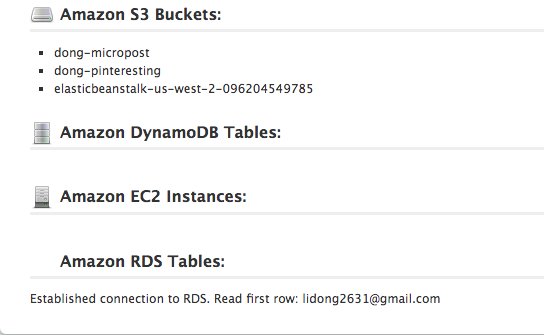 Amazon S3 Buckets:
dong-micropost
dong-pinteresting
elasticbeanstalk-us-west-2-096204549785
Amazon DynamoDB Tables:
Amazon EC2 Instances:
Amazon RDS Tables:
Established connection to RDS. Read first row: lidong2631@gmail.com